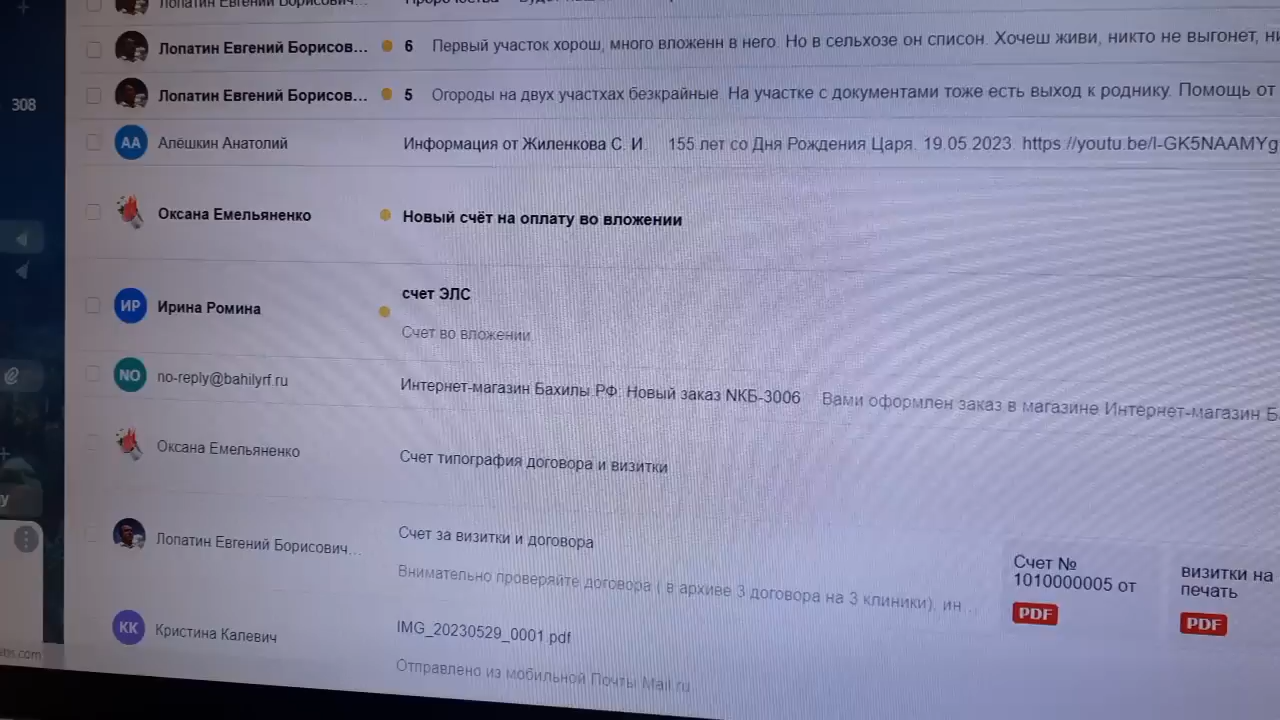 Лопатин Евгений Борисович...
308
Лопатин Евгений Борисов... 6 Первый участок хорош, много вложенн в него. Но в сельхозе он списон. Хочеш живи, никто не выгонет,
Лопатин Евгений Борисов... 5 Огороды на двух участхах безкрайные. На участке с документами тоже есть выход к роднику. Помощь от
АА Алёшкин Анатолий Информация от Жиленкова С. И. 155 лет со Дня Рождения Царя. 19.05.2023. https://youtu.be/I-GK5NAAMYg
Оксана Емельяненко Новый счёт на оплату во вложении
ИР Ирина Ромина счет ЭЛС
Счет во вложении
NO no-reply@bahilyrf.ru Интернет-магазин Бахилы.РФ: Новый заказ NКБ-3006 Вами оформлен заказ в магазине Интернет-магазин Б
Оксана Емельяненко Счет типография договора и визитки
Лопатин Евгений Борисович... Счет за визитки и договора
Внимательно проверяйте договора ( в архиве 3 договора на 3 клиники), ин...
Счет №
1010000005 от
PDF
визитки на
печать
PDF
КК Кристина Калевич IMG_20230529_0001.pdf
Отправлено из мобильной Почты Mail.ru